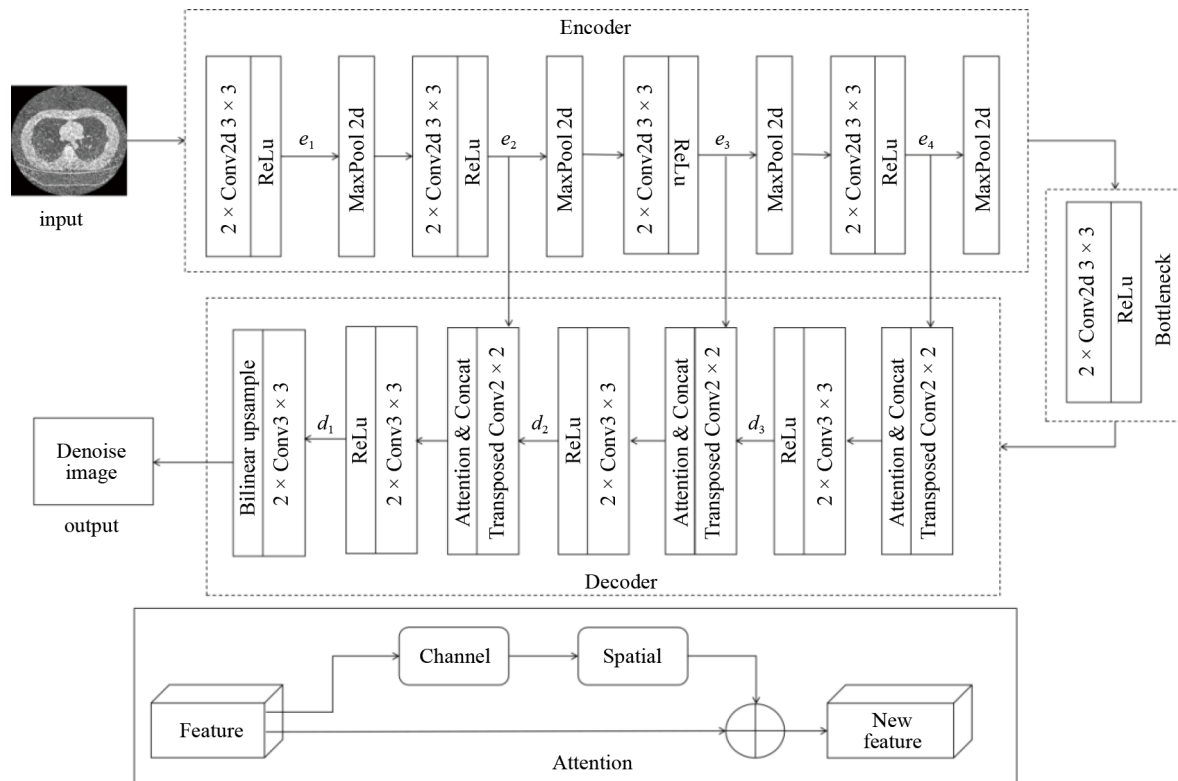 Encoder
2 × Conv2d 3 × 3
ReLu
e1
MaxPool 2d
2 × Conv2d 3 × 3
ReLu
e2
MaxPool 2d
2 × Conv2d 3 × 3
ReLu
e3
MaxPool 2d
2 × Conv2d 3 × 3
ReLu
e4
MaxPool 2d
input
2 × Conv2d 3 × 3
ReLu
Bottleneck
Bilinear upsample
2 × Conv3 × 3
d1
ReLu
2 × Conv3 × 3
Attention & Concat
Transposed Conv2 × 2
d2
ReLu
2 × Conv3 × 3
Attention & Concat
Transposed Conv2 × 2
d3
ReLu
2 × Conv3 × 3
Attention & Concat
Transposed Conv2 × 2
Denoise
image
output
Decoder
Channel
Spatial
Feature
New
feature
Attention